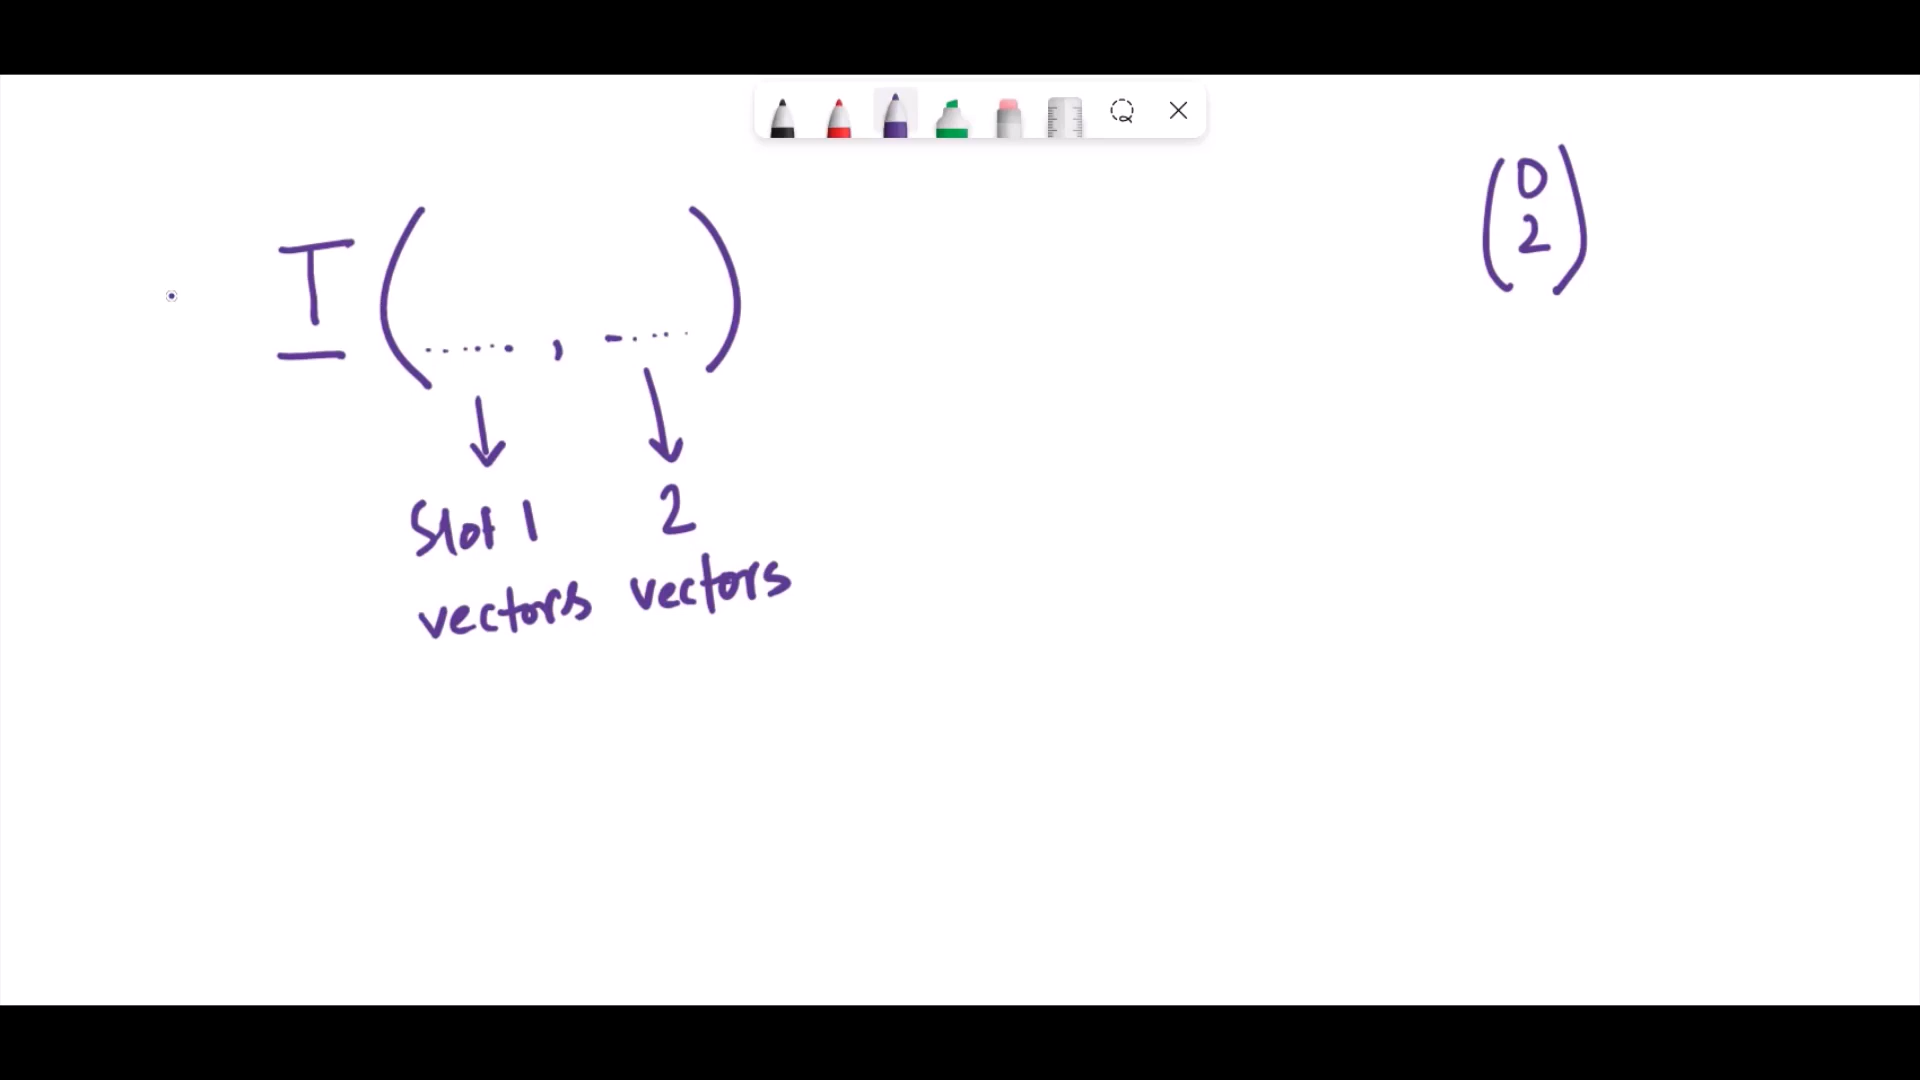 T ( ...... , ...... )
Slot 1 2
vectors vectors
( 0
2 )